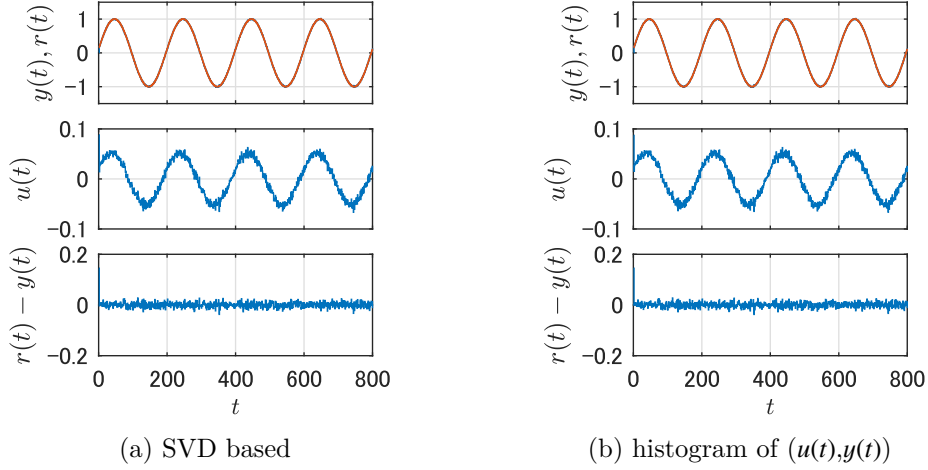 y(t), r(t)
1
0
−1
u(t)
0.1
0
−0.1
r(t) − y(t)
0.2
0
−0.2
0 200 400 600 800
t
(a) SVD based
y(t), r(t)
1
0
−1
u(t)
0.1
0
−0.1
r(t) − y(t)
0.2
0
−0.2
0 200 400 600 800
t
(b) histogram of (u(t),y(t))